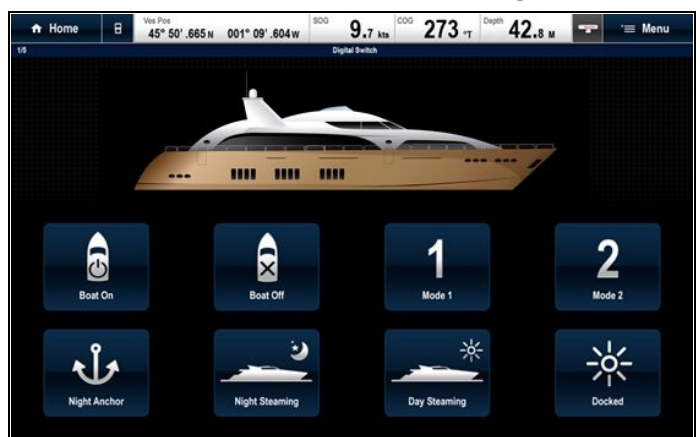 Home
Ves Pos
45° 50' .665 N 001° 09' .604 W
SOG
9.7 kts
COG
273 °T
Depth
42.8 M
Menu
1/5
Digital Switch
Boat On
Boat Off
1
Mode 1
2
Mode 2
Night Anchor
Night Steaming
Day Steaming
Docked